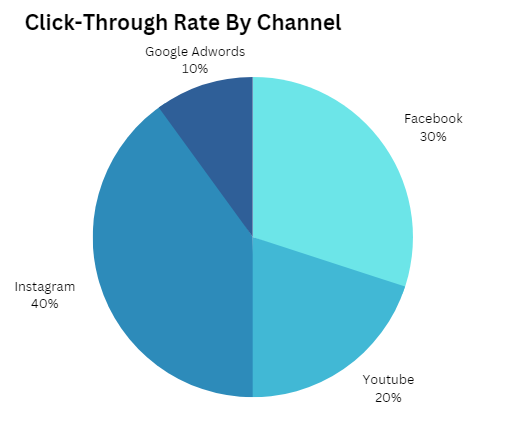 Click-Through Rate By Channel
Google Adwords
10%
Facebook
30%
Instagram
40%
Youtube
20%